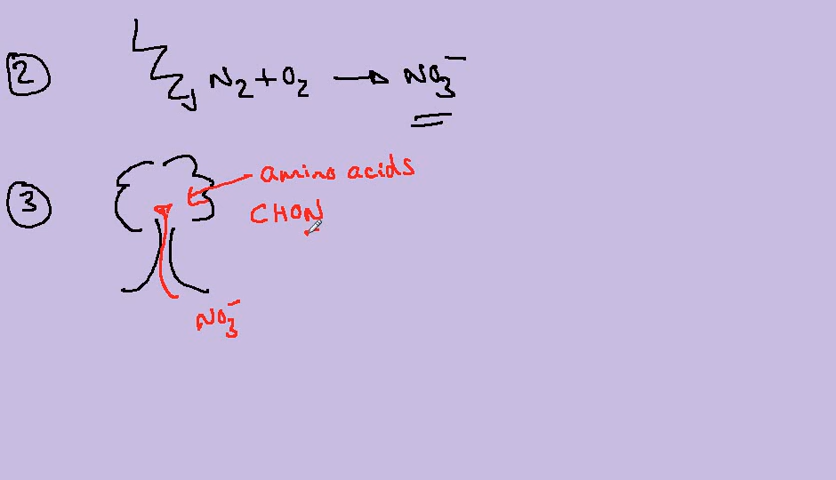 2 N2 + O2 → NO3-
3 amino acids
CHON
NO3-